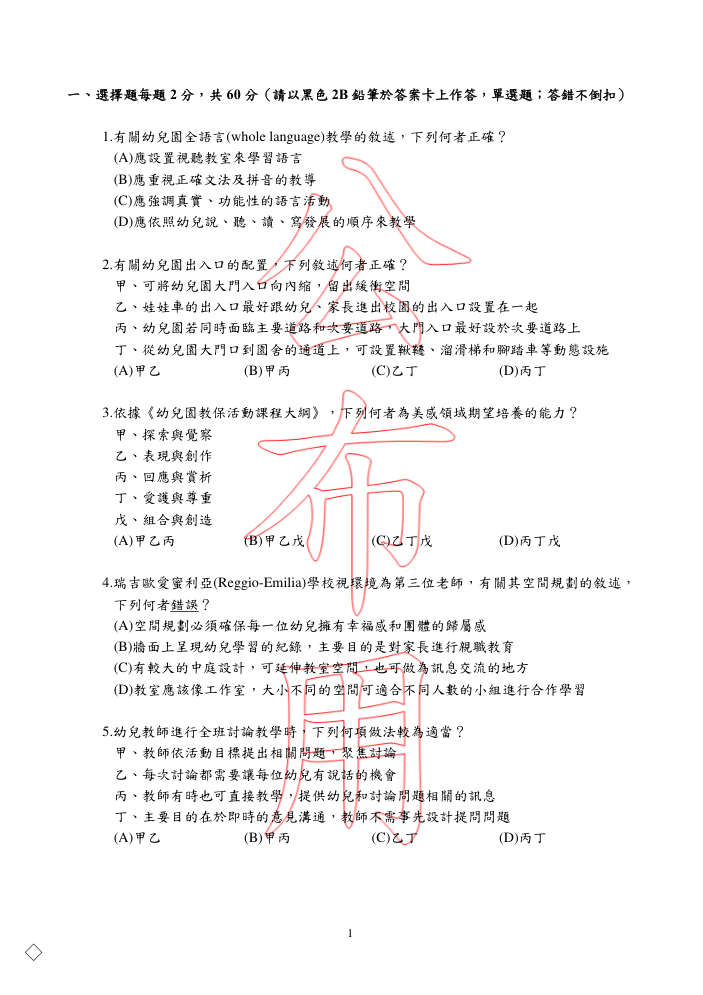 一、選擇題每題 2 分，共 60 分（請以黑色 2B 鉛筆於答案卡上作答，單選題；答錯不倒扣）
1.有關幼兒園全語言(whole language)教學的敘述，下列何者正確？
(A)應設置視聽教室來學習語言
(B)應重視正確文法及拼音的教導
(C)應強調真實、功能性的語言活動
(D)應依照幼兒說、聽、讀、寫發展的順序來教學
2.有關幼兒園出入口的配置，下列敘述何者正確？
甲、可將幼兒園大門入口向內縮，留出緩衝空間
乙、娃娃車的出入口最好跟幼兒、家長進出校園的出入口設置在一起
丙、幼兒園若同時面臨主要道路和次要道路，大門入口最好設於次要道路上
丁、從幼兒園大門口到園舍的通道上，可設置鞦韆、溜滑梯和腳踏車等動態設施
(A)甲乙 (B)甲丙 (C)乙丁 (D)丙丁
3.依據《幼兒園教保活動課程大綱》，下列何者為美感領域期望培養的能力？
甲、探索與覺察
乙、表現與創作
丙、回應與賞析
丁、愛護與尊重
戊、組合與創造
(A)甲乙丙 (B)甲乙戊 (C)乙丁戊 (D)丙丁戊
4.瑞吉歐愛蜜利亞(Reggio-Emilia)學校視環境為第三位老師，有關其空間規劃的敘述，
下列何者錯誤？
(A)空間規劃必須確保每一位幼兒擁有幸福感和團體的歸屬感
(B)牆面上呈現幼兒學習的紀錄，主要目的是對家長進行親職教育
(C)有較大的中庭設計，可延伸教室空間，也可做為訊息交流的地方
(D)教室應該像工作室，大小不同的空間可適合不同人數的小組進行合作學習
5.幼兒教師進行全班討論教學時，下列何項做法較為適當？
甲、教師依活動目標提出相關問題，聚焦討論
乙、每次討論都需要讓每位幼兒有說話的機會
丙、教師有時也可直接教學，提供幼兒和討論問題相關的訊息
丁、主要目的在於即時的意見溝通，教師不需事先設計提問問題
(A)甲乙 (B)甲丙 (C)乙丁 (D)丙丁
公布用
1